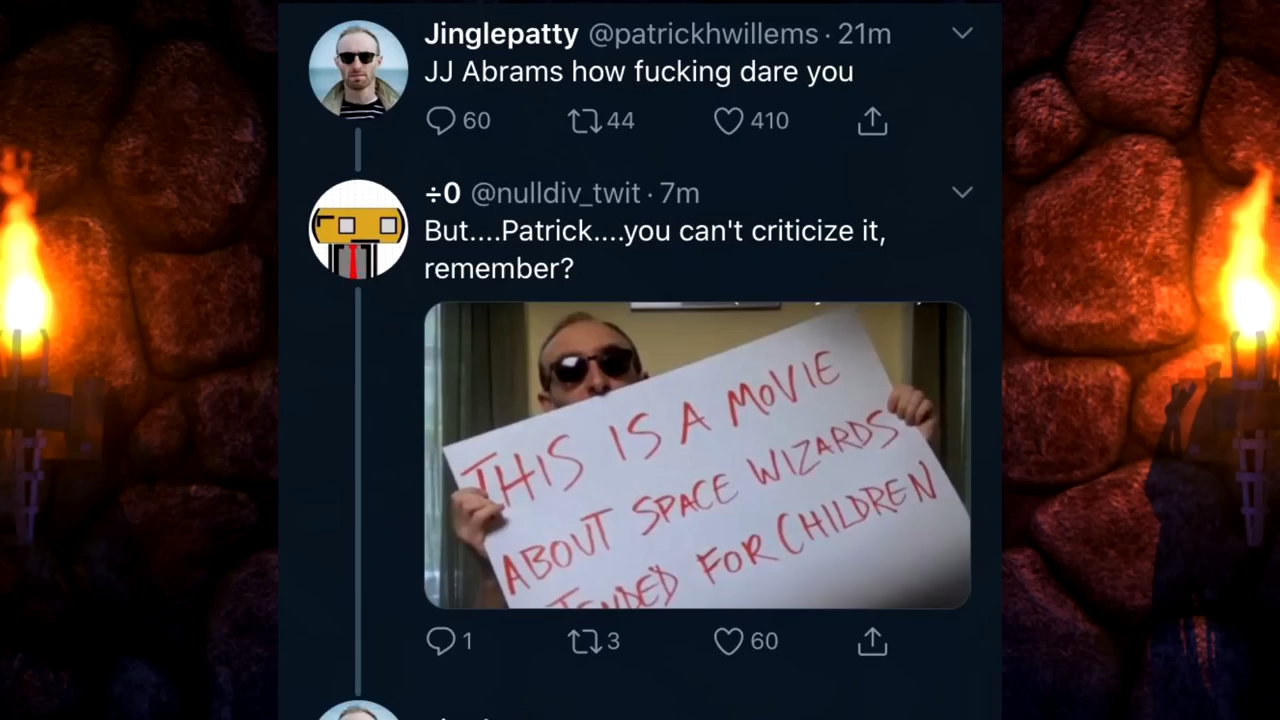 Jinglepatty @patrickhwillems · 21m
JJ Abrams how fucking dare you
60 44 410
÷0 @nulldiv_twit · 7m
But....Patrick....you can't criticize it,
remember?
THIS IS A MOVIE
ABOUT SPACE WIZARDS
TENDED FOR CHILDREN
1 3 60